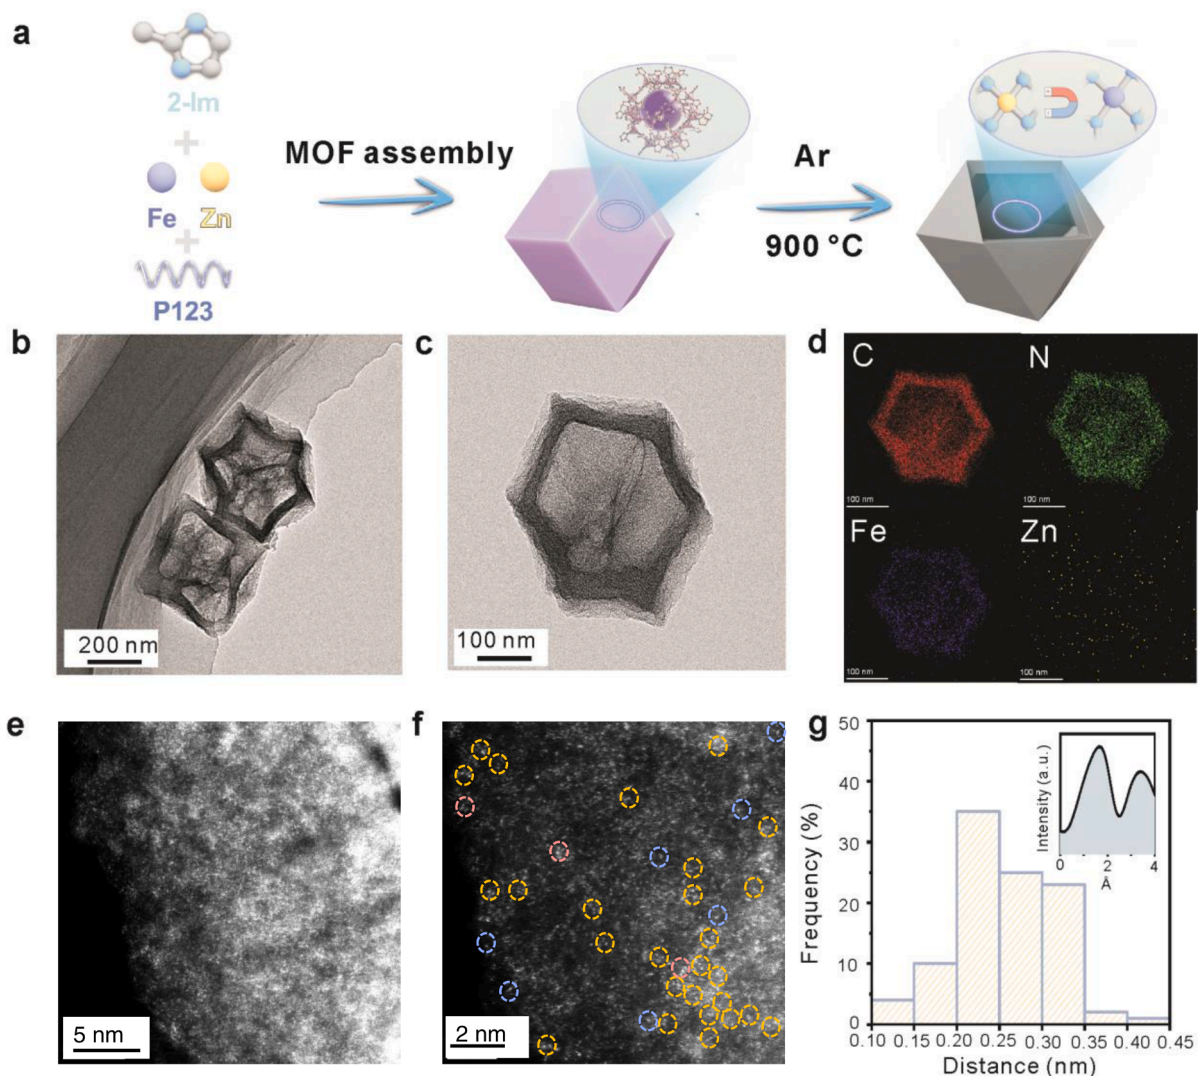 a
2-Im
+
Fe Zn
+
P123
MOF assembly
Ar
900 °C
b
200 nm
c
100 nm
d
C
100 nm
N
100 nm
Fe
100 nm
Zn
100 nm
e
5 nm
f
2 nm
g
50
40
30
20
10
0
Frequency (%)
0.10 0.15 0.20 0.25 0.30 0.35 0.40 0.45
Distance (nm)
Intensity (a.u.)
0 2 4
Å